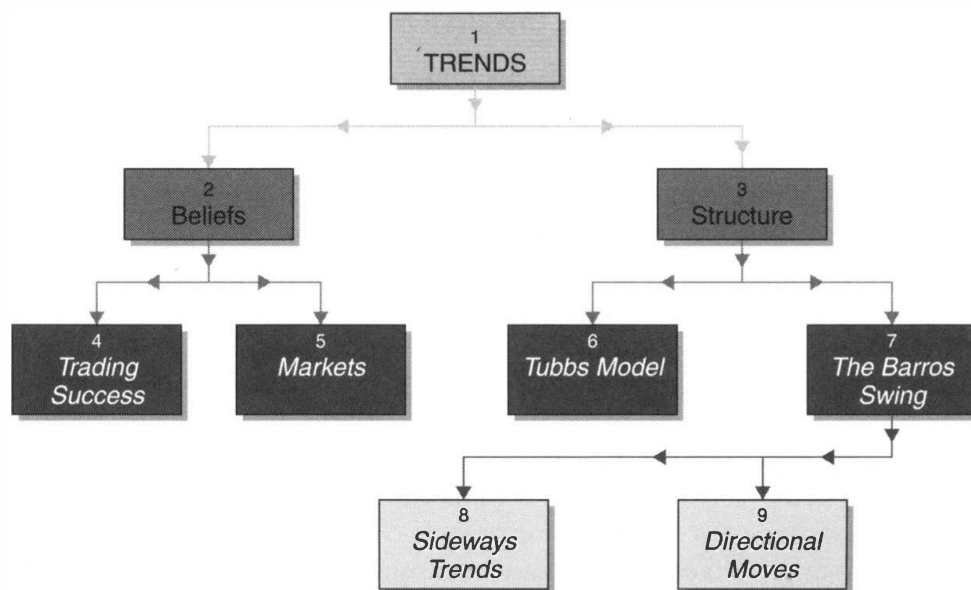 1
TRENDS
2
Beliefs
3
Structure
4
Trading
Success
5
Markets
6
Tubbs Model
7
The Barros
Swing
8
Sideways
Trends
9
Directional
Moves